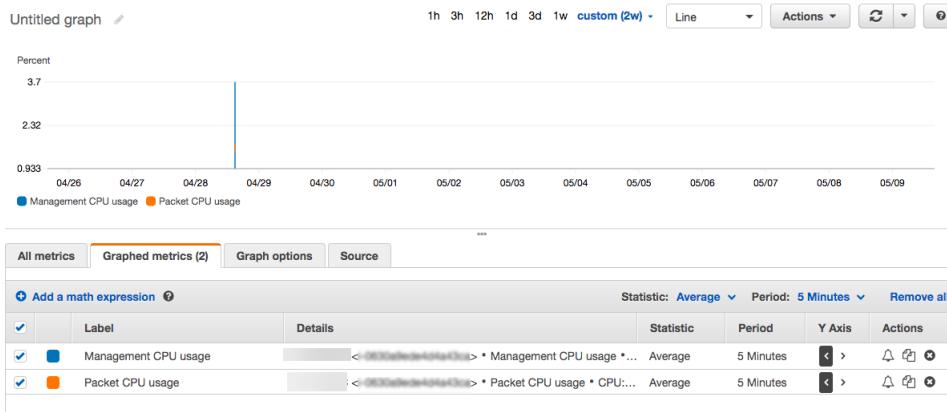 Untitled graph 1h 3h 12h 1d 3d 1w custom (2w) Line Actions
Percent
3.7
2.32
0.933
04/26 04/27 04/28 04/29 04/30 05/01 05/02 05/03 05/04 05/05 05/06 05/07 05/08 05/09
Management CPU usage Packet CPU usage
All metrics Graphed metrics (2) Graph options Source
Add a math expression Statistic: Average Period: 5 Minutes Remove all
Label Details Statistic Period Y Axis Actions
Management CPU usage • Management CPU usage •... Average 5 Minutes < >
Packet CPU usage • Packet CPU usage • CPU:... Average 5 Minutes < >